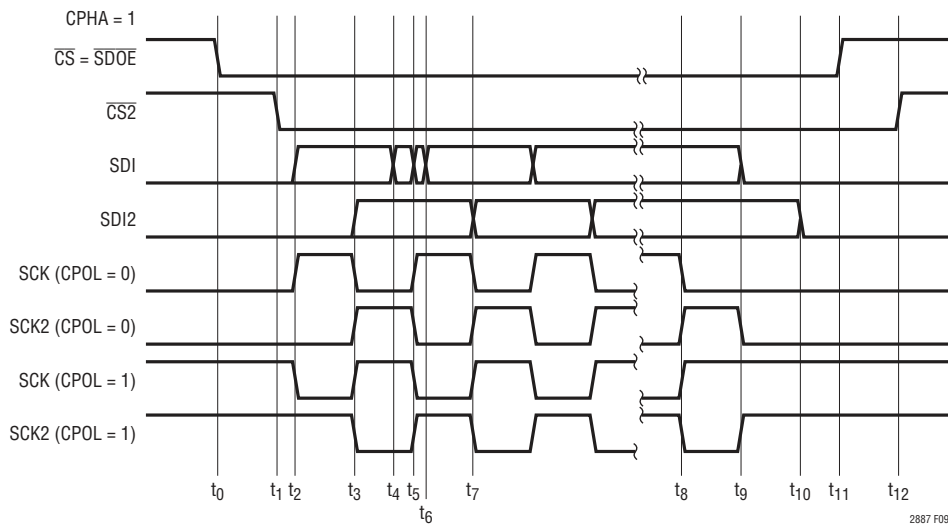 CPHA = 1
CS = SDOE
CS2
SDI
SDI2
SCK (CPOL = 0)
SCK2 (CPOL = 0)
SCK (CPOL = 1)
SCK2 (CPOL = 1)
t0 t1 t2 t3 t4 t5 t6 t7 t8 t9 t10 t11 t12
2887 F09